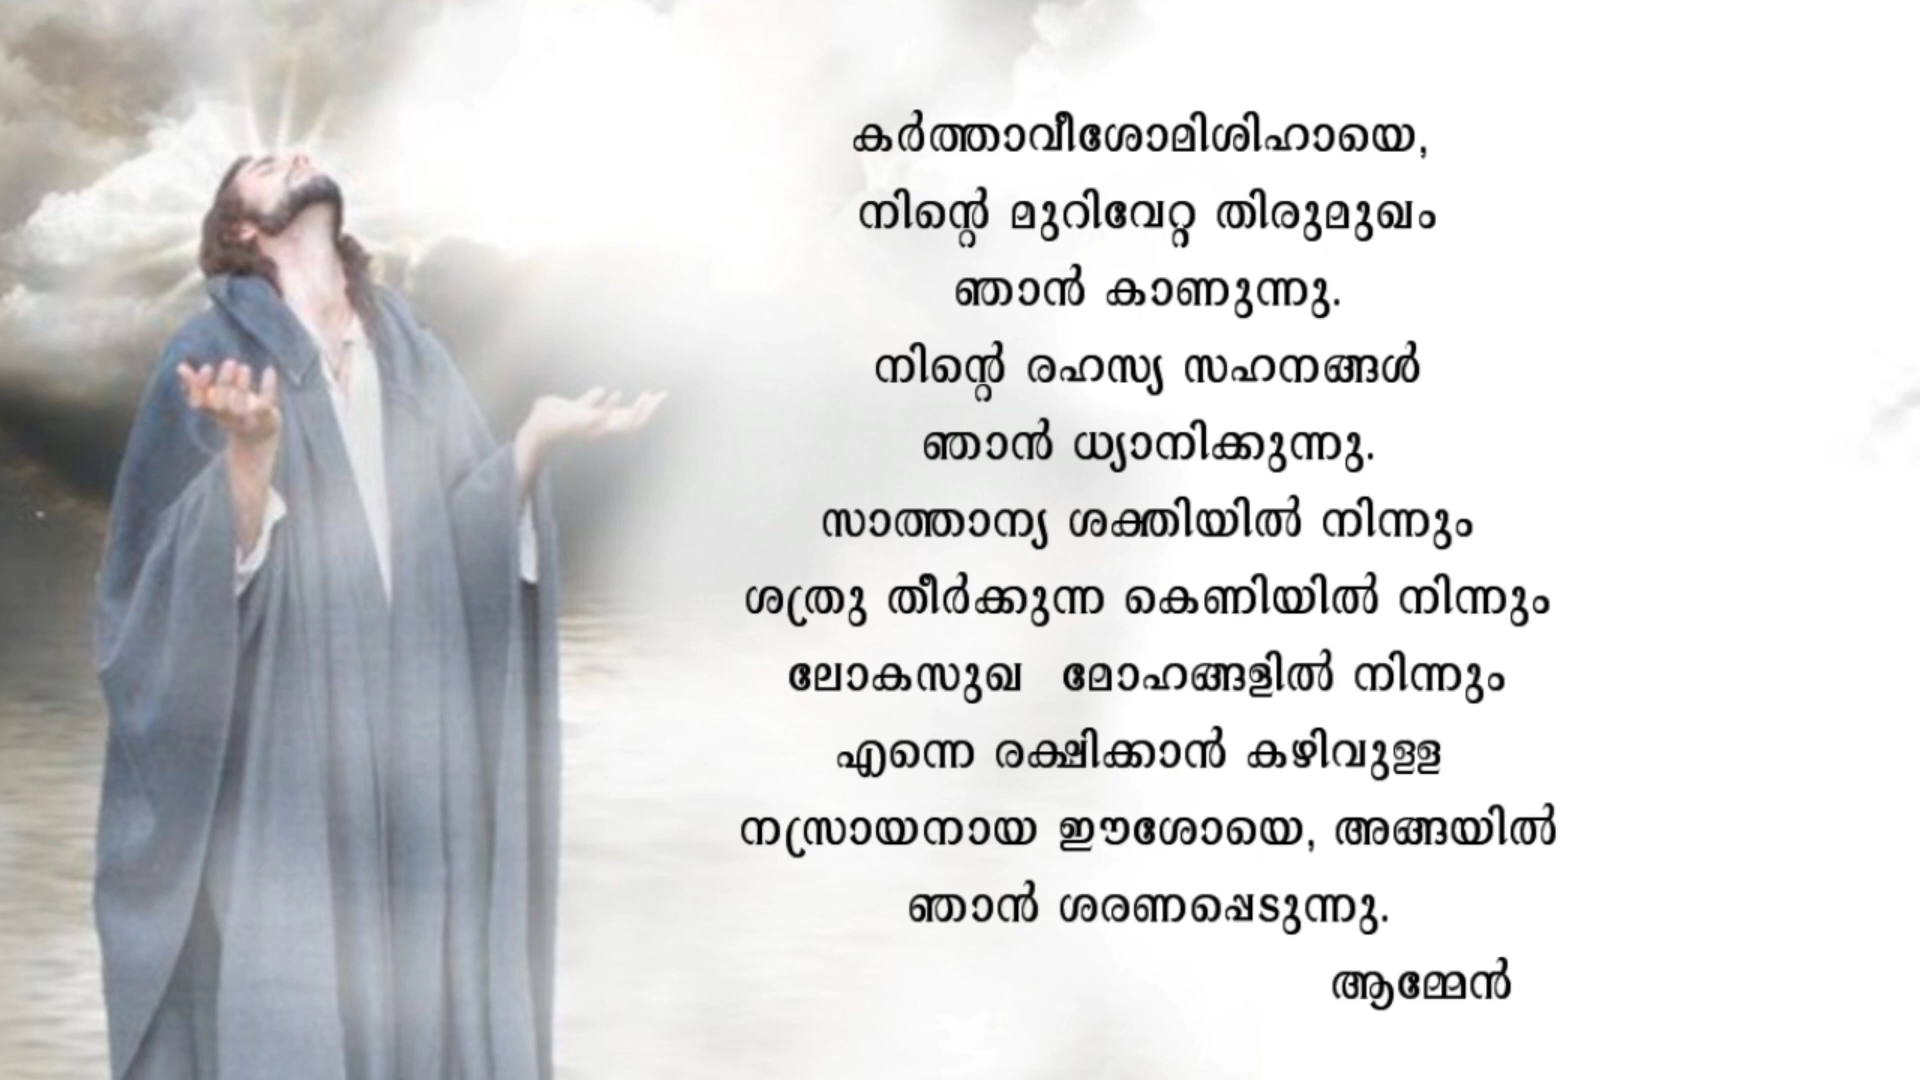 കർത്താവീശോമിശിഹായെ,
നിന്റെ മുറിവേറ്റ തിരുമുഖം
ഞാൻ കാണുന്നു.
നിന്റെ രഹസ്യ സഹനങ്ങൾ
ഞാൻ ധ്യാനിക്കുന്നു.
സാത്താന്യ ശക്തിയിൽ നിന്നും
ശത്രു തീർക്കുന്ന കെണിയിൽ നിന്നും
ലോകസുഖ മോഹങ്ങളിൽ നിന്നും
എന്നെ രക്ഷിക്കാൻ കഴിവുള്ള
നസ്രായനായ ഈശോയെ, അങ്ങയിൽ
ഞാൻ ശരണപ്പെടുന്നു.
ആമ്മേൻ